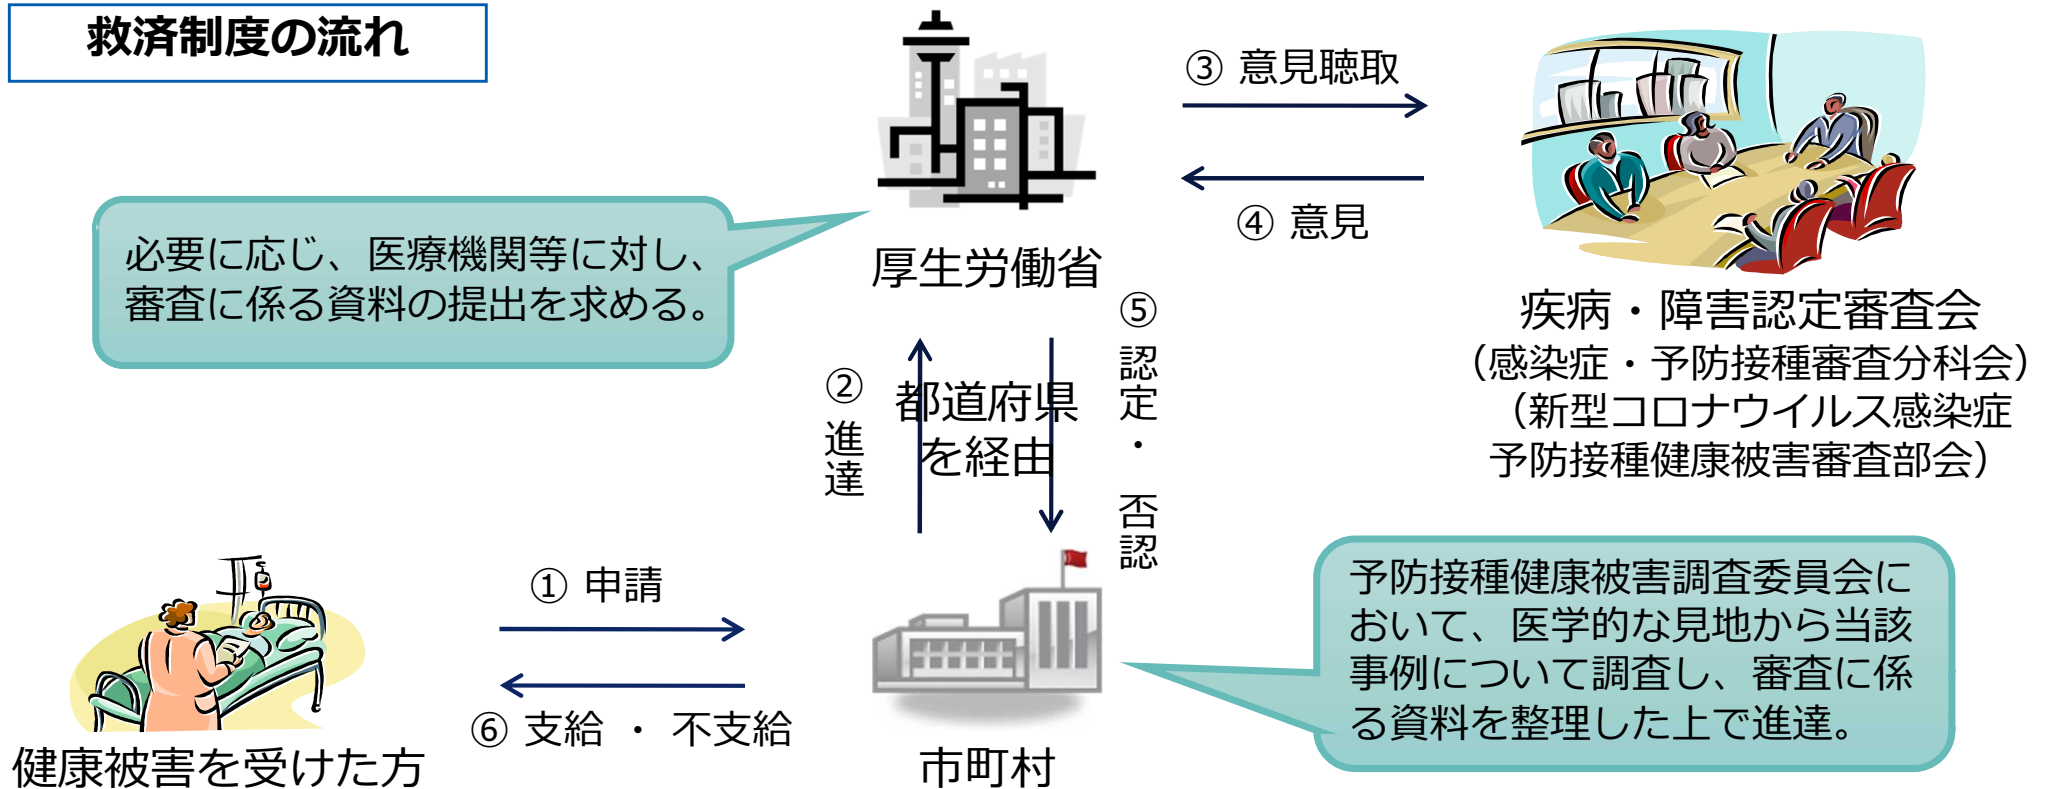 救済制度の流れ
③ 意見聴取
④ 意見
必要に応じ、医療機関等に対し、
審査に係る資料の提出を求める。
厚生労働省
疾病・障害認定審査会
（感染症・予防接種審査分科会）
（新型コロナウイルス感染症
予防接種健康被害審査部会）
② 進達
都道府県
を経由
⑤ 認定・ 否認
① 申請
⑥ 支給 ・ 不支給
健康被害を受けた方
市町村
予防接種健康被害調査委員会に
おいて、医学的な見地から当該
事例について調査し、審査に係
る資料を整理した上で進達。